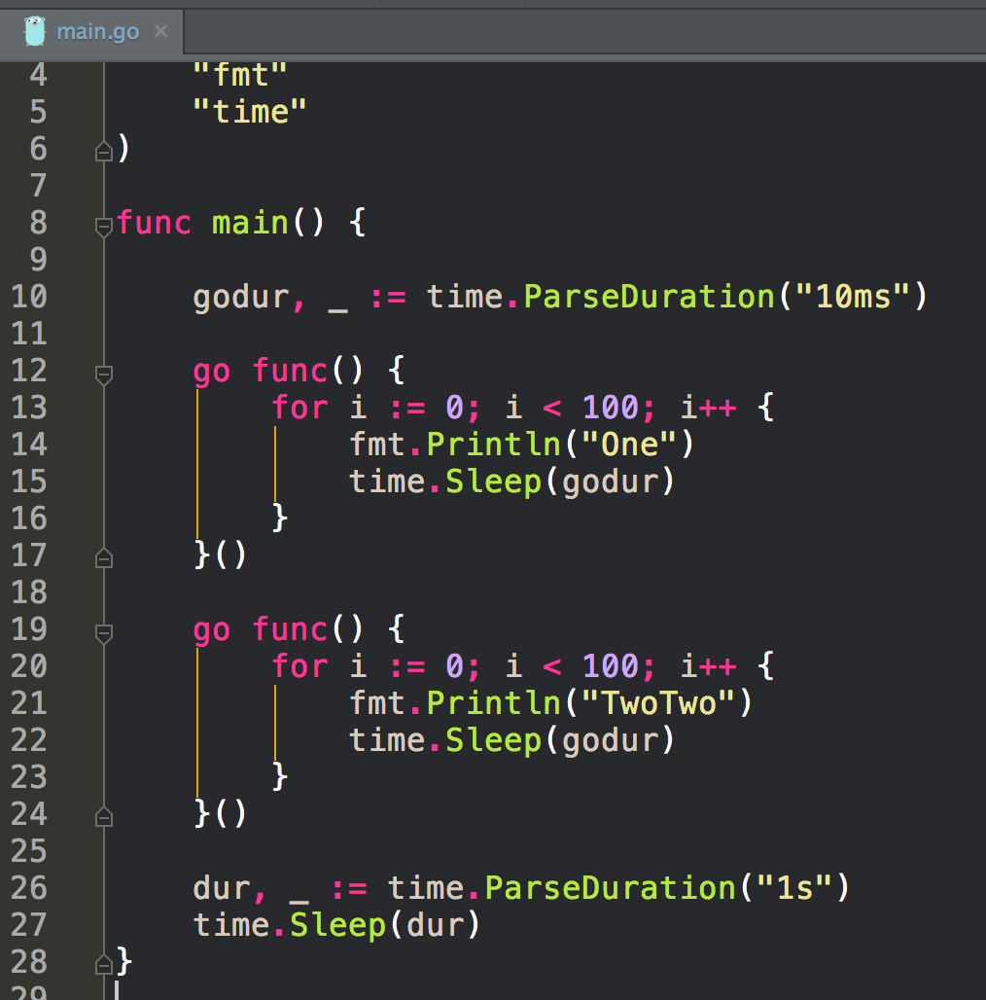 main.go ×
4 "fmt"
5 "time"
6 )
7
8 func main() {
9
10 godur, _ := time.ParseDuration("10ms")
11
12 go func() {
13 for i := 0; i < 100; i++ {
14 fmt.Println("One")
15 time.Sleep(godur)
16 }
17 }()
18
19 go func() {
20 for i := 0; i < 100; i++ {
21 fmt.Println("TwoTwo")
22 time.Sleep(godur)
23 }
24 }()
25
26 dur, _ := time.ParseDuration("1s")
27 time.Sleep(dur)
28 }
29